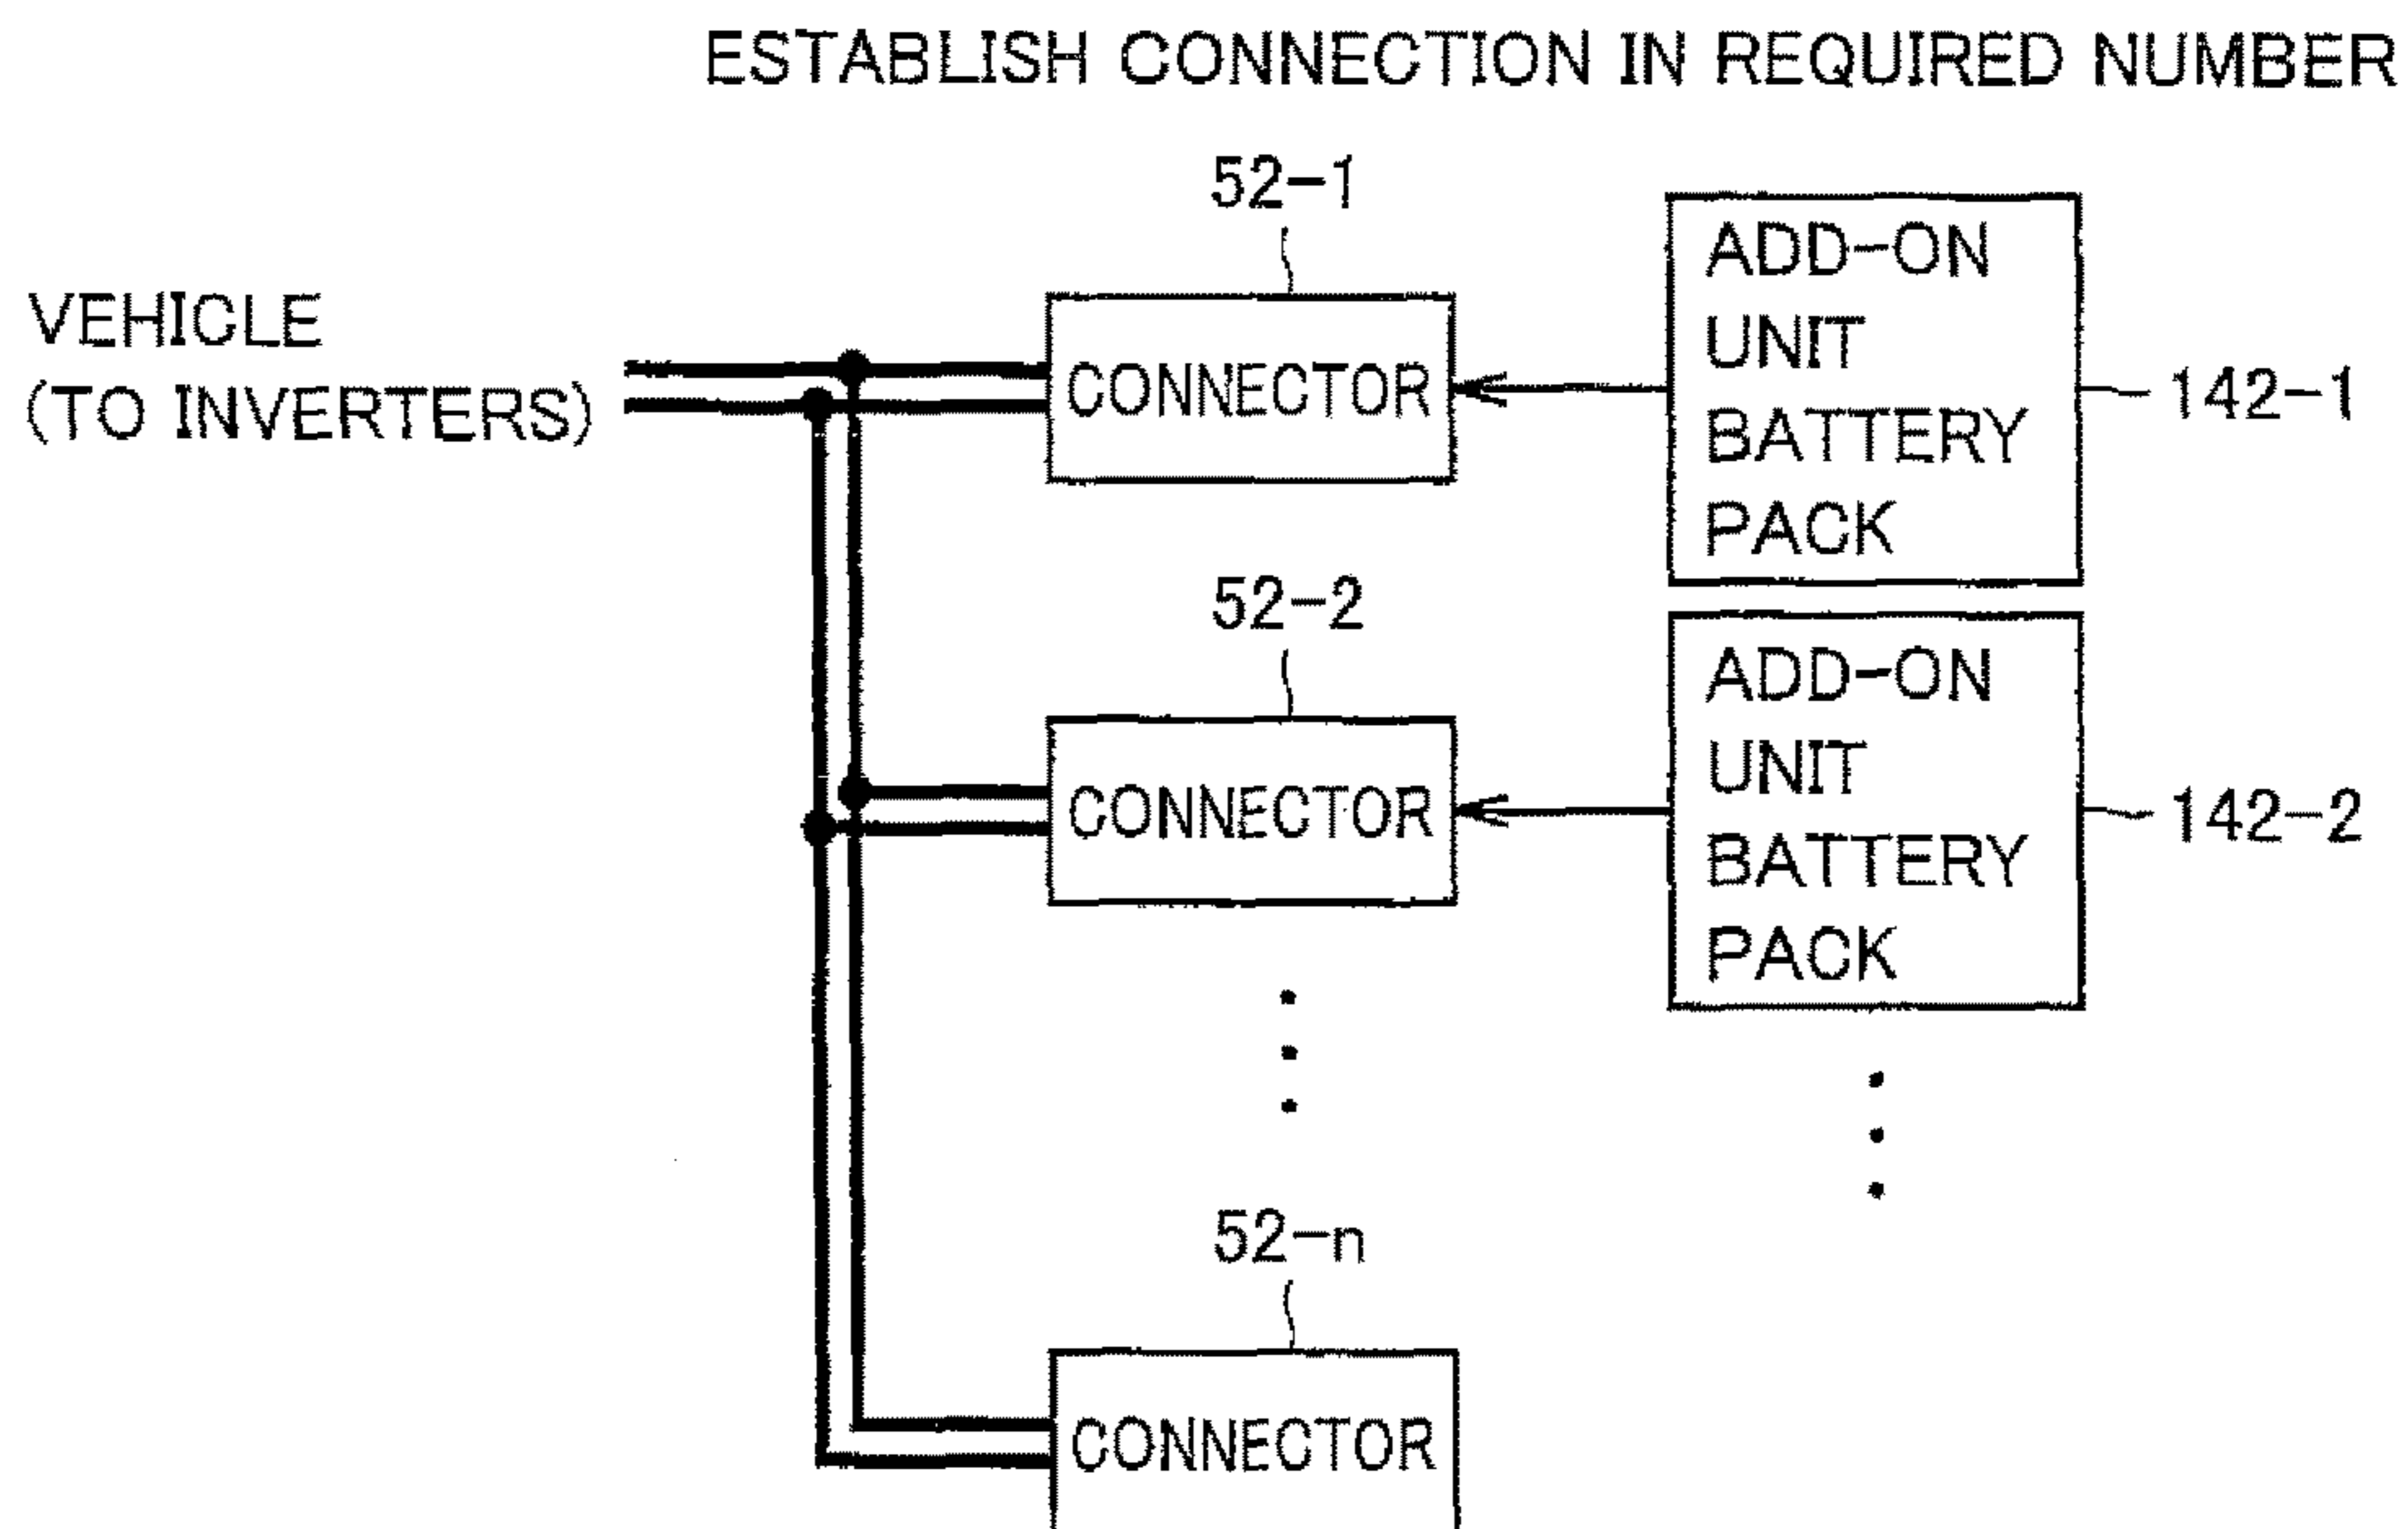 ESTABLISH CONNECTION IN REQUIRED NUMBER
52-1
VEHICLE
(TO INVERTERS)
CONNECTOR
ADD-ON
UNIT
BATTERY
PACK
142-1
52-2
CONNECTOR
ADD-ON
UNIT
BATTERY
PACK
142-2
52-n
CONNECTOR